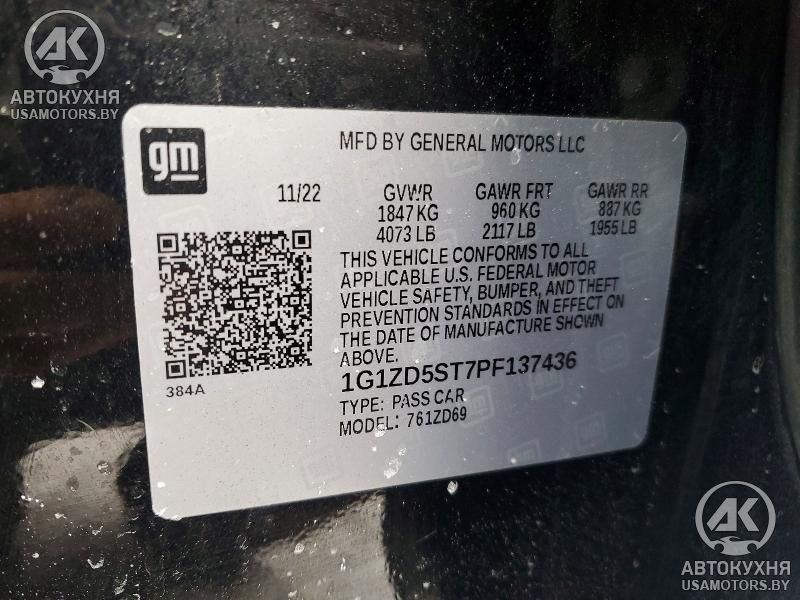 AK
АВТОКУХНЯ
USAMOTORS.BY
gm
MFD BY GENERAL MOTORS LLC
11/22 GVWR GAWR FRT GAWR RR
1847 KG 960 KG 887 KG
4073 LB 2117 LB 1955 LB
THIS VEHICLE CONFORMS TO ALL
APPLICABLE U.S. FEDERAL MOTOR
VEHICLE SAFETY, BUMPER, AND THEFT
PREVENTION STANDARDS IN EFFECT ON
THE DATE OF MANUFACTURE SHOWN
ABOVE.
384A
1G1ZD5ST7PF137436
TYPE: PASS CAR
MODEL: 761ZD69
AK
АВТОКУХНЯ
USAMOTORS.BY